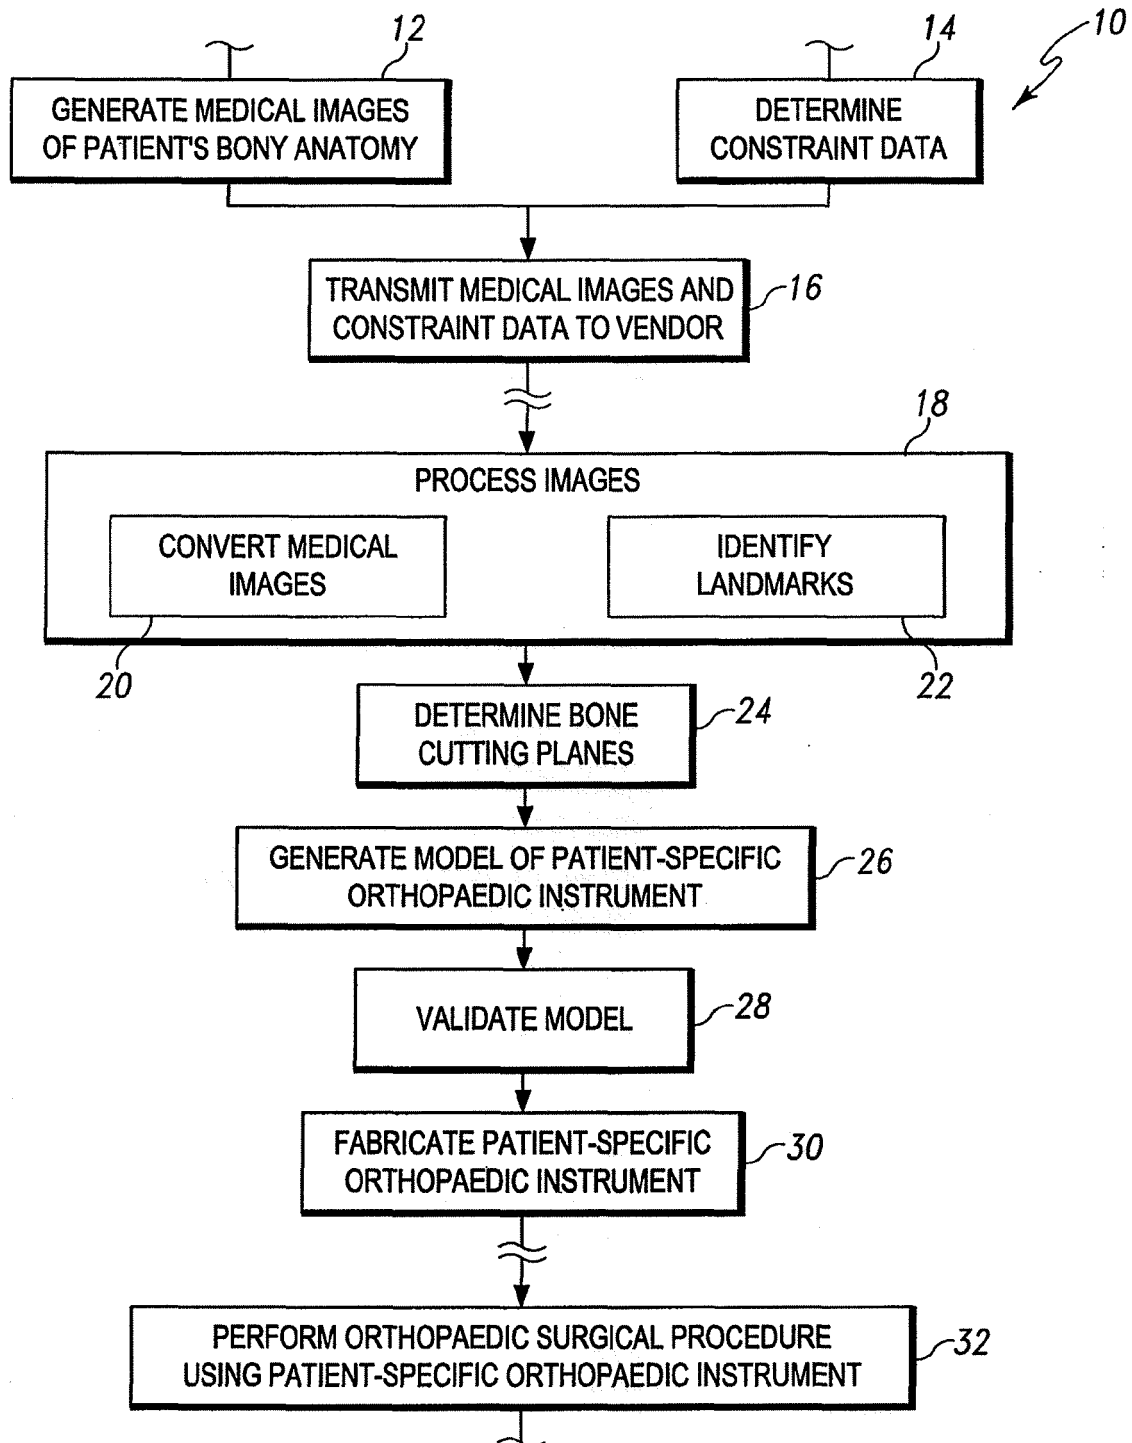 12
14
10
GENERATE MEDICAL IMAGES
OF PATIENT'S BONY ANATOMY
DETERMINE
CONSTRAINT DATA
TRANSMIT MEDICAL IMAGES AND
CONSTRAINT DATA TO VENDOR
16
18
PROCESS IMAGES
CONVERT MEDICAL
IMAGES
IDENTIFY
LANDMARKS
20
22
DETERMINE BONE
CUTTING PLANES
24
GENERATE MODEL OF PATIENT-SPECIFIC
ORTHOPAEDIC INSTRUMENT
26
VALIDATE MODEL
28
FABRICATE PATIENT-SPECIFIC
ORTHOPAEDIC INSTRUMENT
30
PERFORM ORTHOPAEDIC SURGICAL PROCEDURE
USING PATIENT-SPECIFIC ORTHOPAEDIC INSTRUMENT
32